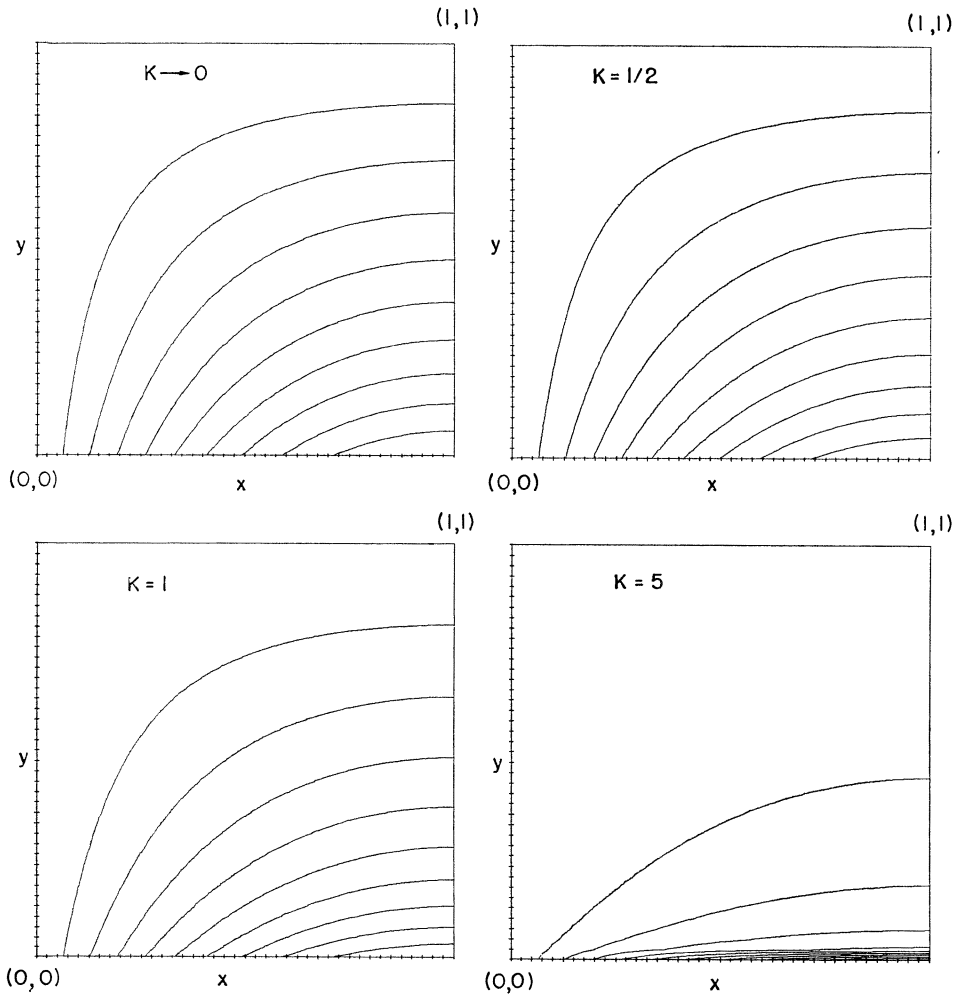 (1,1)
K→0
y
(0,0)
x
(1,1)
K=1/2
y
(0,0)
x
(1,1)
K=1
y
(0,0)
x
(1,1)
K=5
y
(0,0)
x